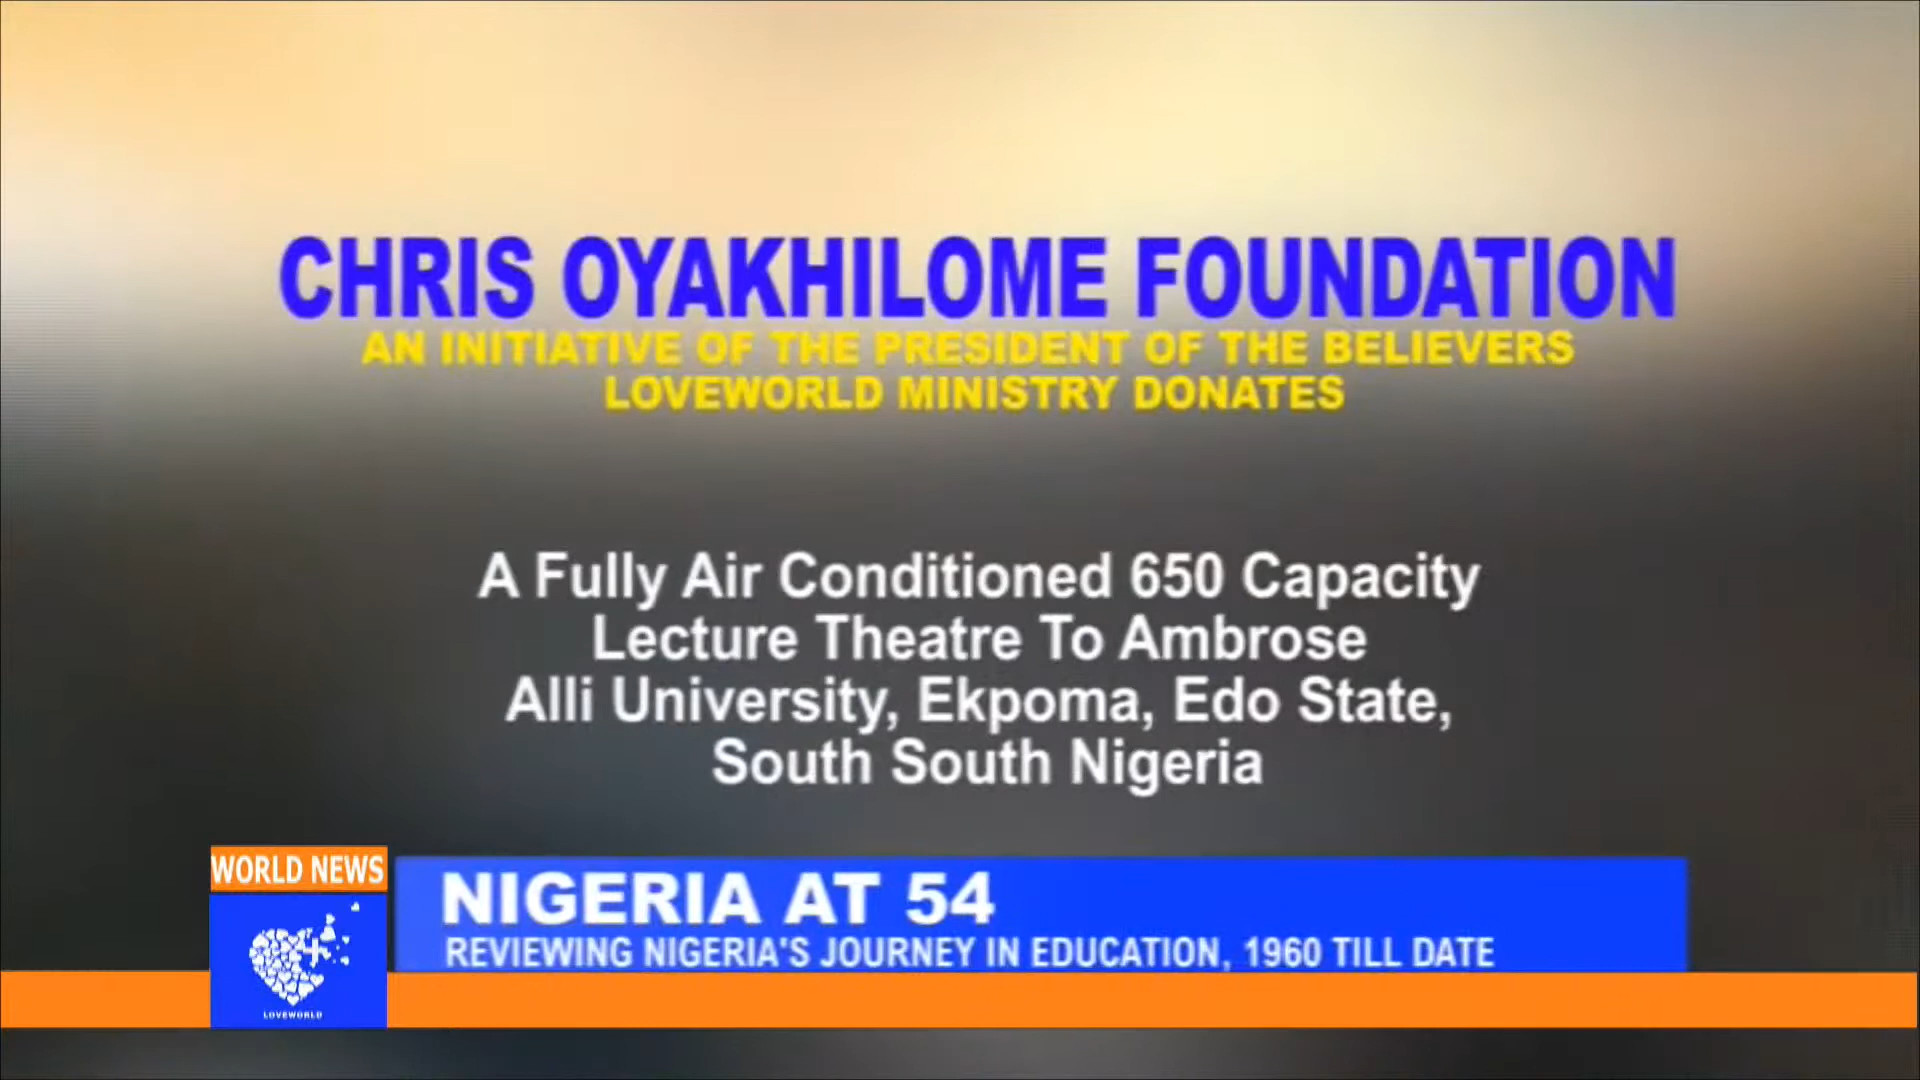 CHRIS OYAKHILOME FOUNDATION
AN INITIATIVE OF THE PRESIDENT OF THE BELIEVERS
LOVEWORLD MINISTRY DONATES
A Fully Air Conditioned 650 Capacity
Lecture Theatre To Ambrose
Alli University, Ekpoma, Edo State,
South South Nigeria
WORLD NEWS
LOVEWORLD
NIGERIA AT 54
REVIEWING NIGERIA'S JOURNEY IN EDUCATION, 1960 TILL DATE